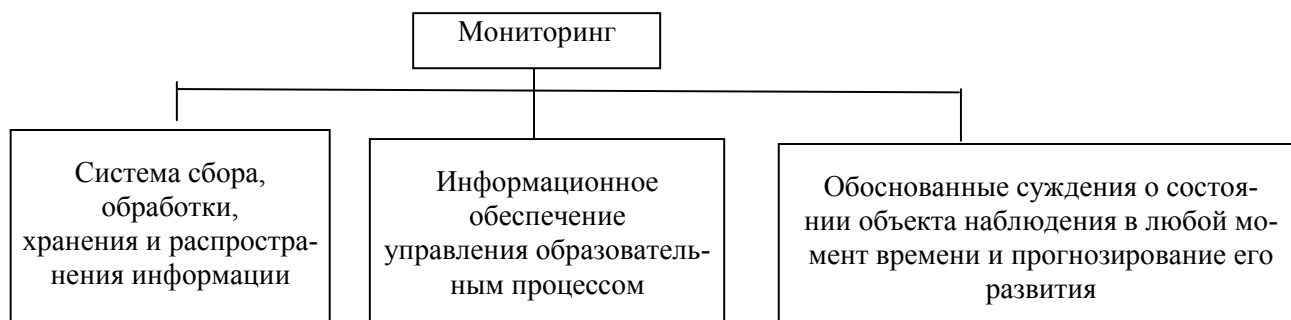 Мониторинг
Система сбора,
обработки,
хранения и распростра-
нения информации
Информационное
обеспечение
управления образователь-
ным процессом
Обоснованные суждения о состоя-
нии объекта наблюдения в любой мо-
мент времени и прогнозирование его
развития